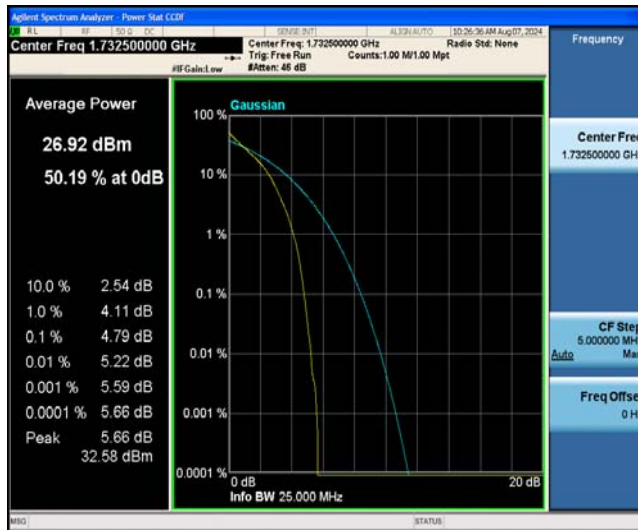 Agilent Spectrum Analyzer - Power Stat CCDF
RL RF 50 Ω DC SENSE:INT ALIGN AUTO 10:26:36 AM Aug 07, 2024
Center Freq 1.732500000 GHz
Center Freq: 1.732500000 GHz Radio Std: None
Trig: Free Run Counts:1.00 M/1.00 Mpt
#IFGain:Low #Atten: 46 dB
Frequency
Average Power
26.92 dBm
50.19 % at 0dB
10.0 % 2.54 dB
1.0 % 4.11 dB
0.1 % 4.79 dB
0.01 % 5.22 dB
0.001 % 5.59 dB
0.0001 % 5.66 dB
Peak 5.66 dB
32.58 dBm
Gaussian
100 %
10 %
1 %
0.1 %
0.01 %
0.001 %
0.0001 %
0 dB 20 dB
Info BW 25.000 MHz
Center Fre
1.732500000 GH
CF Step
5.000000 MH
Auto Ma
Freq Offse
0 H
MSG STATUS